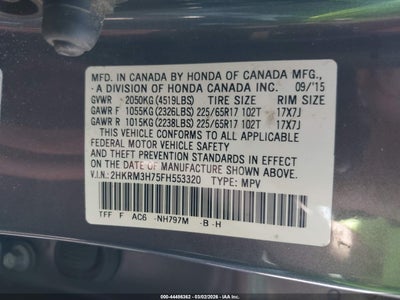 MFD. IN CANADA BY HONDA OF CANADA MFG.,
A DIVISION OF HONDA CANADA INC. 09/'15
GVWR 2050KG(4519LBS) TIRE SIZE RIM SIZE
GAWR F 1055KG(2326LBS) 225/65R17 102T 17X7J
GAWR R 1015KG(2238LBS) 225/65R17 102T 17X7J
THIS VEHICLE CONFORMS TO ALL APPLICABLE
FEDERAL MOTOR VEHICLE SAFETY
AND THEFT PREVENTION STANDARDS IN EFFECT ON
THE DATE OF MANUFACTURE SHOWN ABOVE.
V.I.N.: 2HKRM3H75FH553320 TYPE: MPV
TFF F AC6 -NH797M -B-H
000-44498362 - 03/02/2026 - IAA